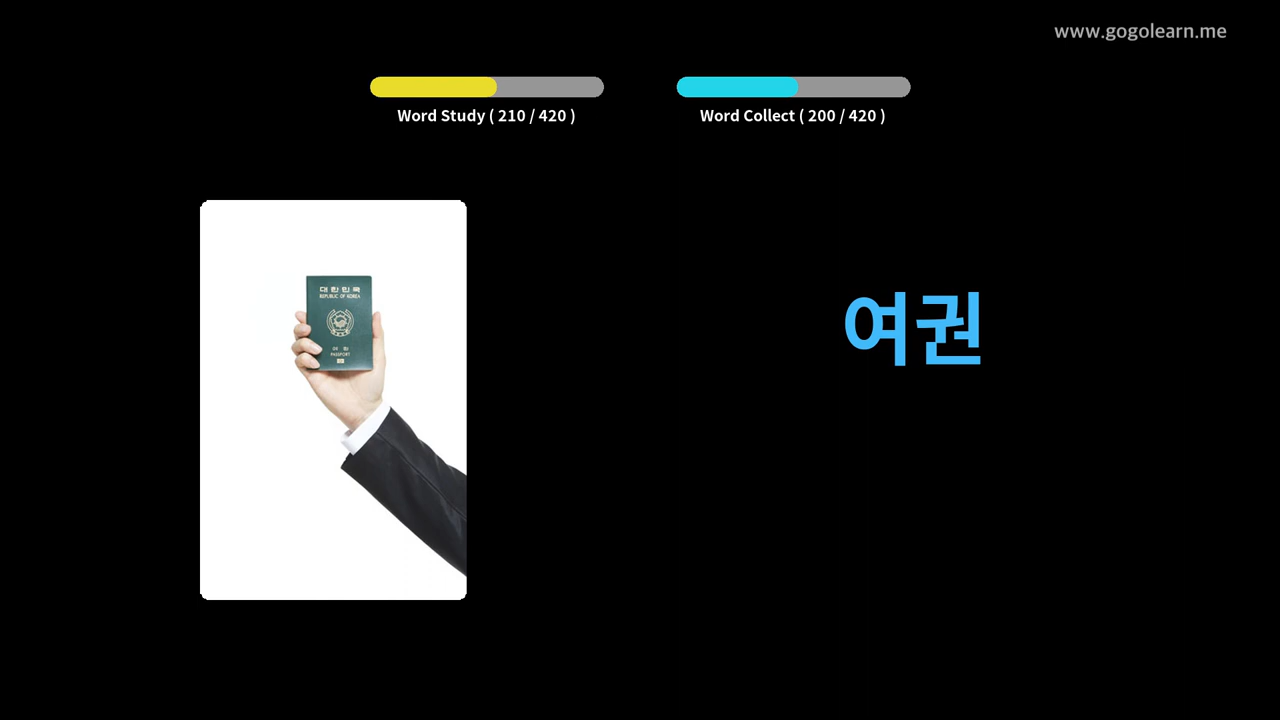 www.gogolearn.me
Word Study ( 210 / 420 )
Word Collect ( 200 / 420 )
대한민국
REPUBLIC OF KOREA
여권
PASSPORT
여권